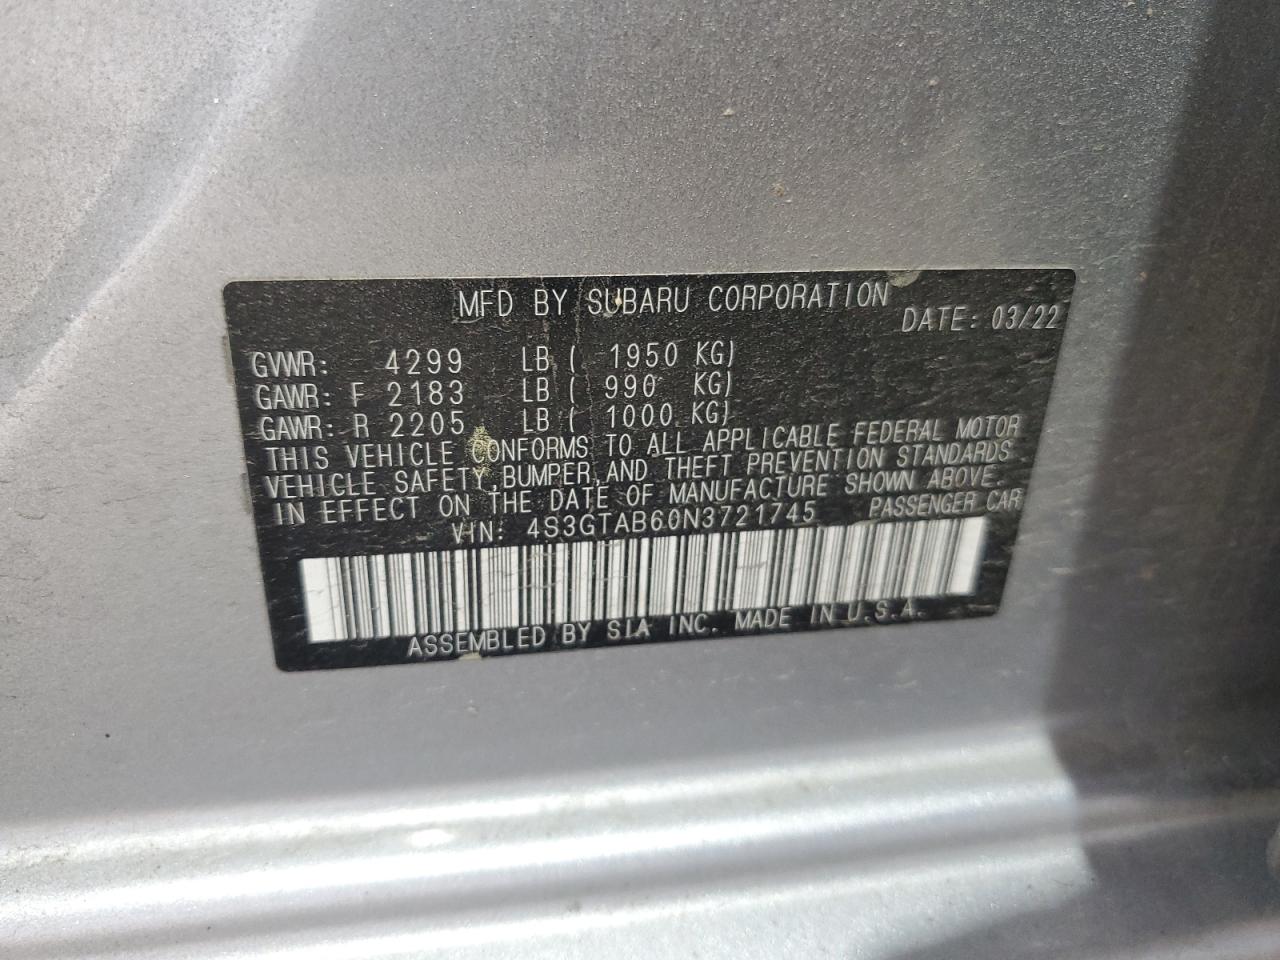 MFD BY SUBARU CORPORATION
DATE: 03/22
GVWR: 4299 LB ( 1950 KG)
GAWR: F 2183 LB ( 990 KG)
GAWR: R 2205 LB ( 1000 KG)
THIS VEHICLE CONFORMS TO ALL APPLICABLE FEDERAL MOTOR
VEHICLE SAFETY, BUMPER, AND THEFT PREVENTION STANDARDS
IN EFFECT ON THE DATE OF MANUFACTURE SHOWN ABOVE.
VIN: 4S3GTAB60N3721745 PASSENGER CAR
ASSEMBLED BY SIA INC. MADE IN U.S.A.